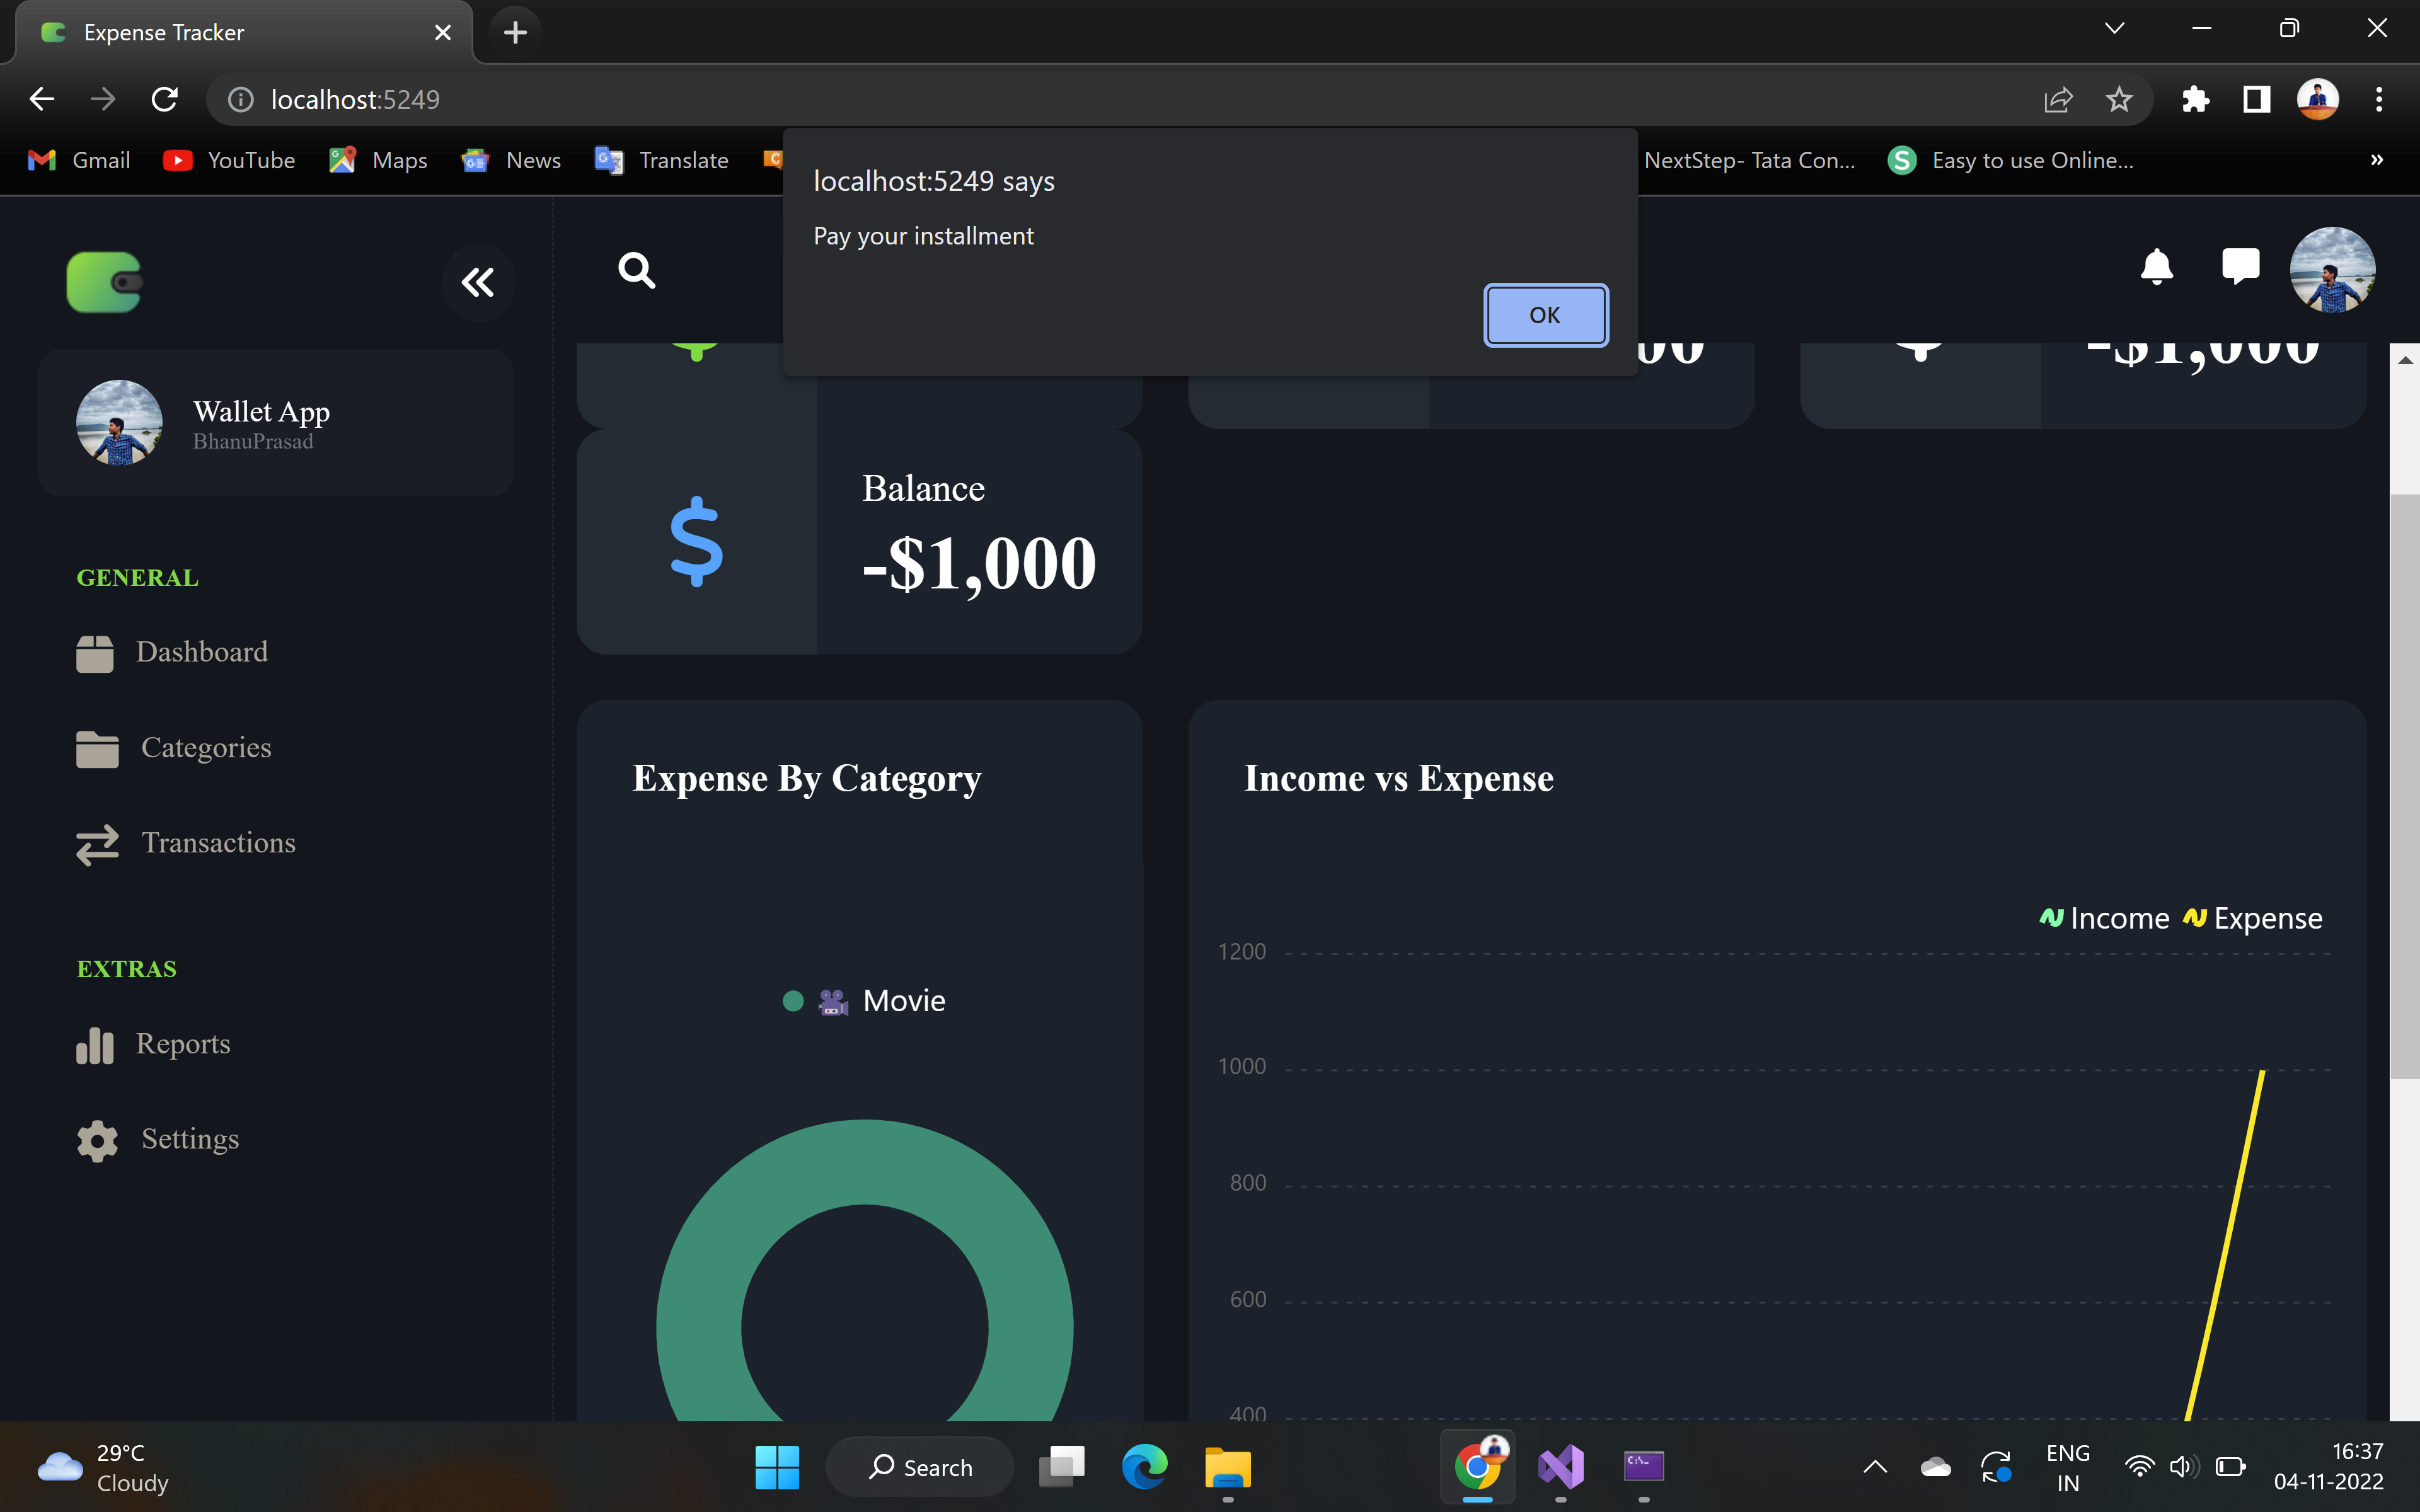 Expense Tracker
localhost:5249
Gmail
YouTube
Maps
News
Translate
NextStep- Tata Con...
S
Easy to use Online...
»
localhost:5249 says
Pay your installment
OK
Wallet App
BhanuPrasad
-$1,000
Balance
-$1,000
GENERAL
Dashboard
Categories
Transactions
EXTRAS
Reports
Settings
Expense By Category
Movie
Income vs Expense
Income
Expense
1200
1000
800
600
400
29°C
Cloudy
Search
ENG
IN
16:37
04-11-2022